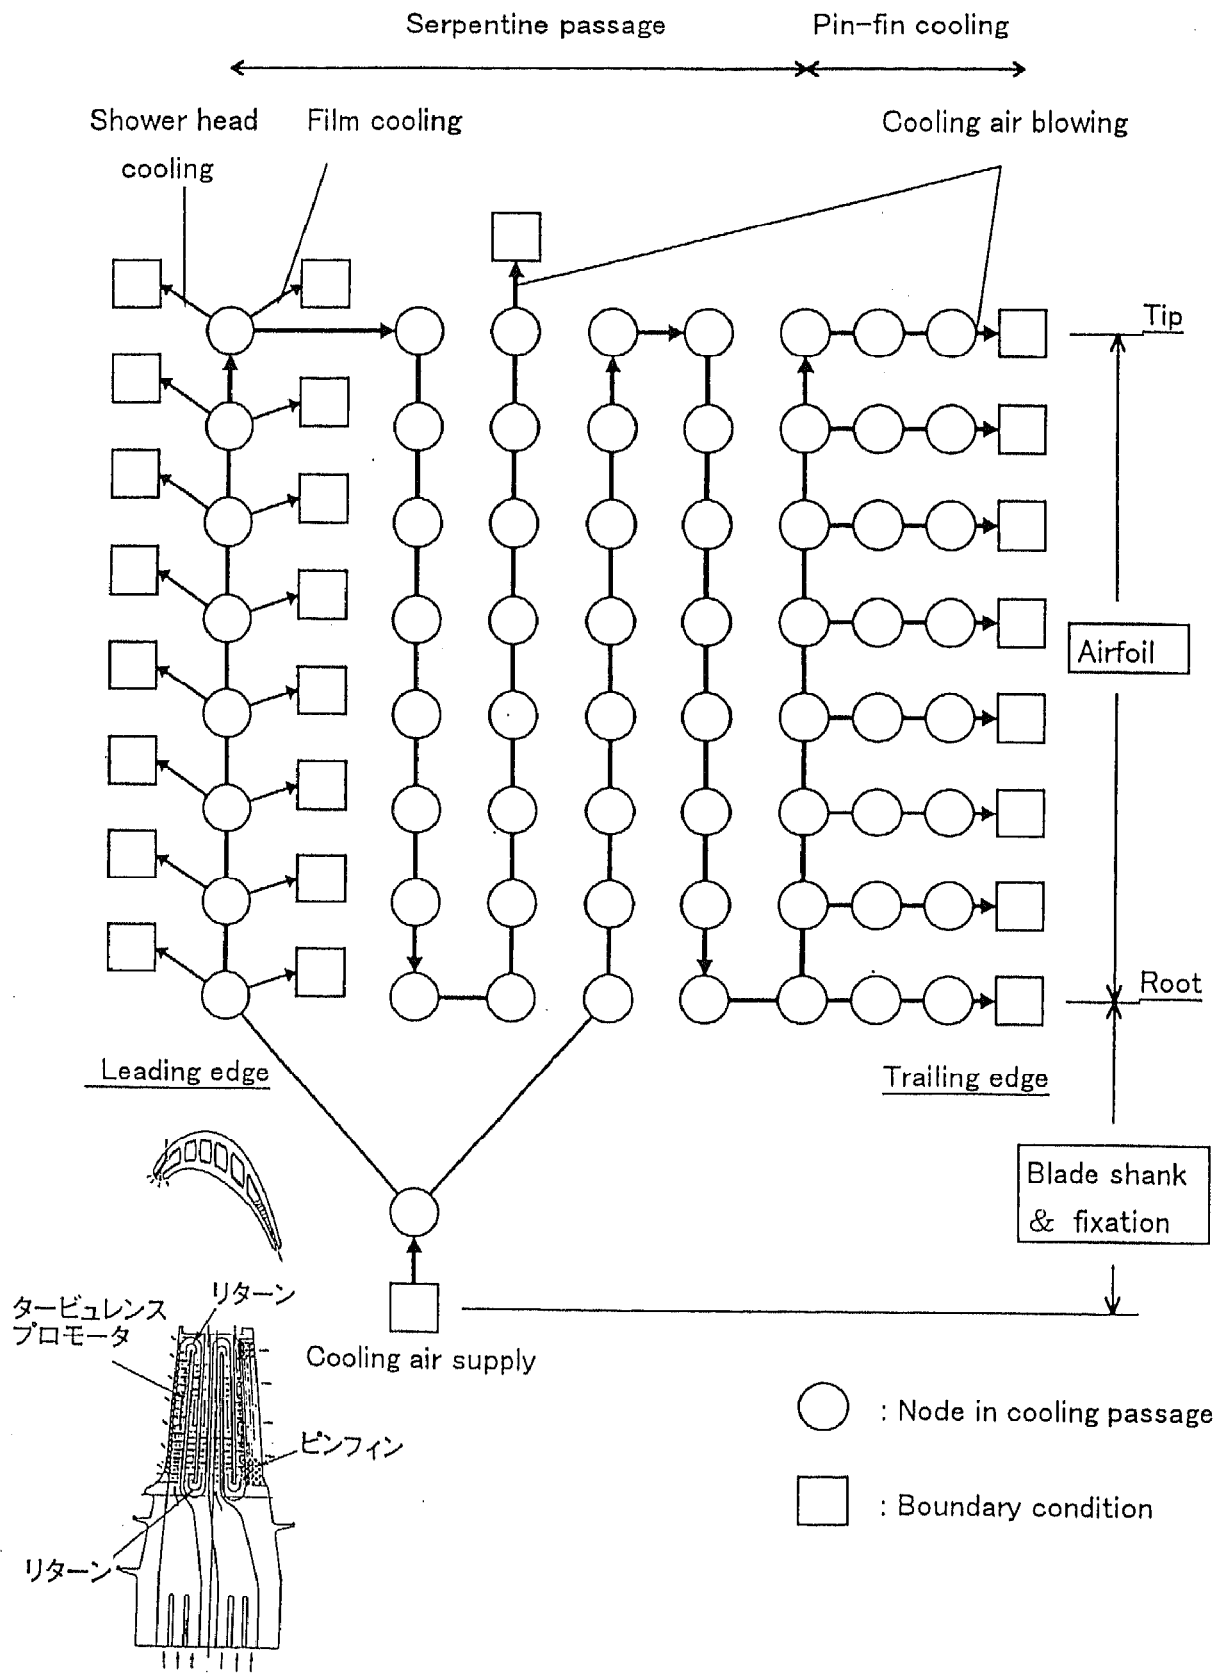 Serpentine passage
Pin-fin cooling
Shower head
cooling
Film cooling
Cooling air blowing
Tip
Airfoil
Root
Leading edge
Trailing edge
Blade shank
& fixation
リターン
タービュレンス
プロモータ
Cooling air supply
ピンフィン
リターン
: Node in cooling passage
: Boundary condition